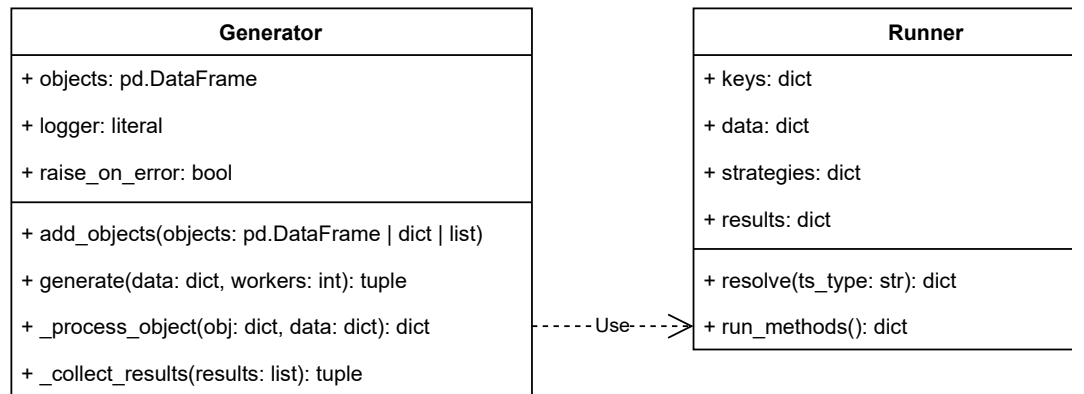 Generator
+ objects: pd.DataFrame
+ logger: literal
+ raise_on_error: bool
+ add_objects(objects: pd.DataFrame | dict | list)
+ generate(data: dict, workers: int): tuple
+ _process_object(obj: dict, data: dict): dict
+ _collect_results(results: list): tuple
Use
Runner
+ keys: dict
+ data: dict
+ strategies: dict
+ results: dict
+ resolve(ts_type: str): dict
+ run_methods(): dict